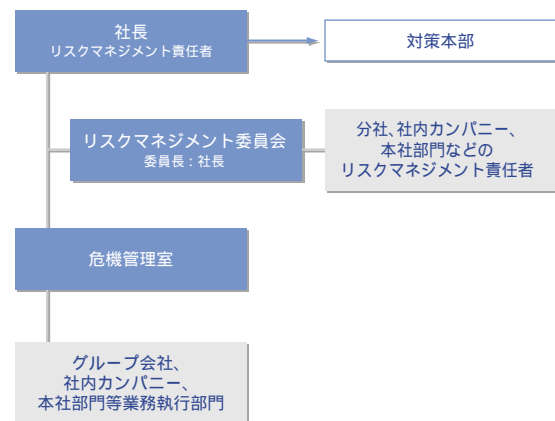 社長
リスクマネジメント責任者
対策本部
リスクマネジメント委員会
委員長：社長
分社、社内カンパニー、
本社部門などの
リスクマネジメント責任者
危機管理室
グループ会社、
社内カンパニー、
本社部門等業務執行部門